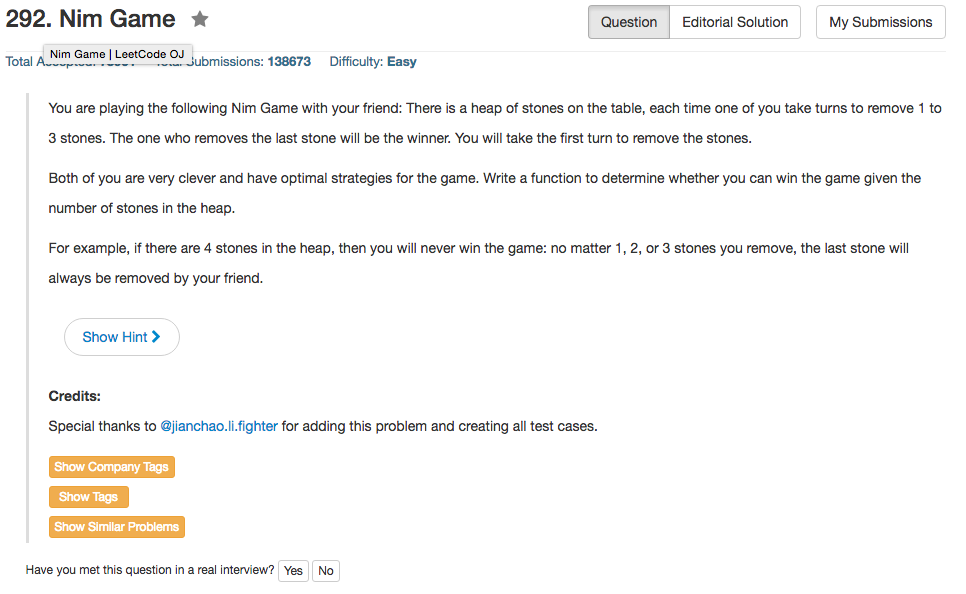 292. Nim Game
Question
Editorial Solution
My Submissions
Nim Game | LeetCode OJ
Total Submissions: 138673 Difficulty: Easy
You are playing the following Nim Game with your friend: There is a heap of stones on the table, each time one of you take turns to remove 1 to
3 stones. The one who removes the last stone will be the winner. You will take the first turn to remove the stones.
Both of you are very clever and have optimal strategies for the game. Write a function to determine whether you can win the game given the
number of stones in the heap.
For example, if there are 4 stones in the heap, then you will never win the game: no matter 1, 2, or 3 stones you remove, the last stone will
always be removed by your friend.
Show Hint
Credits:
Special thanks to @jianchao.li.fighter for adding this problem and creating all test cases.
Show Company Tags
Show Tags
Show Similar Problems
Have you met this question in a real interview? Yes No